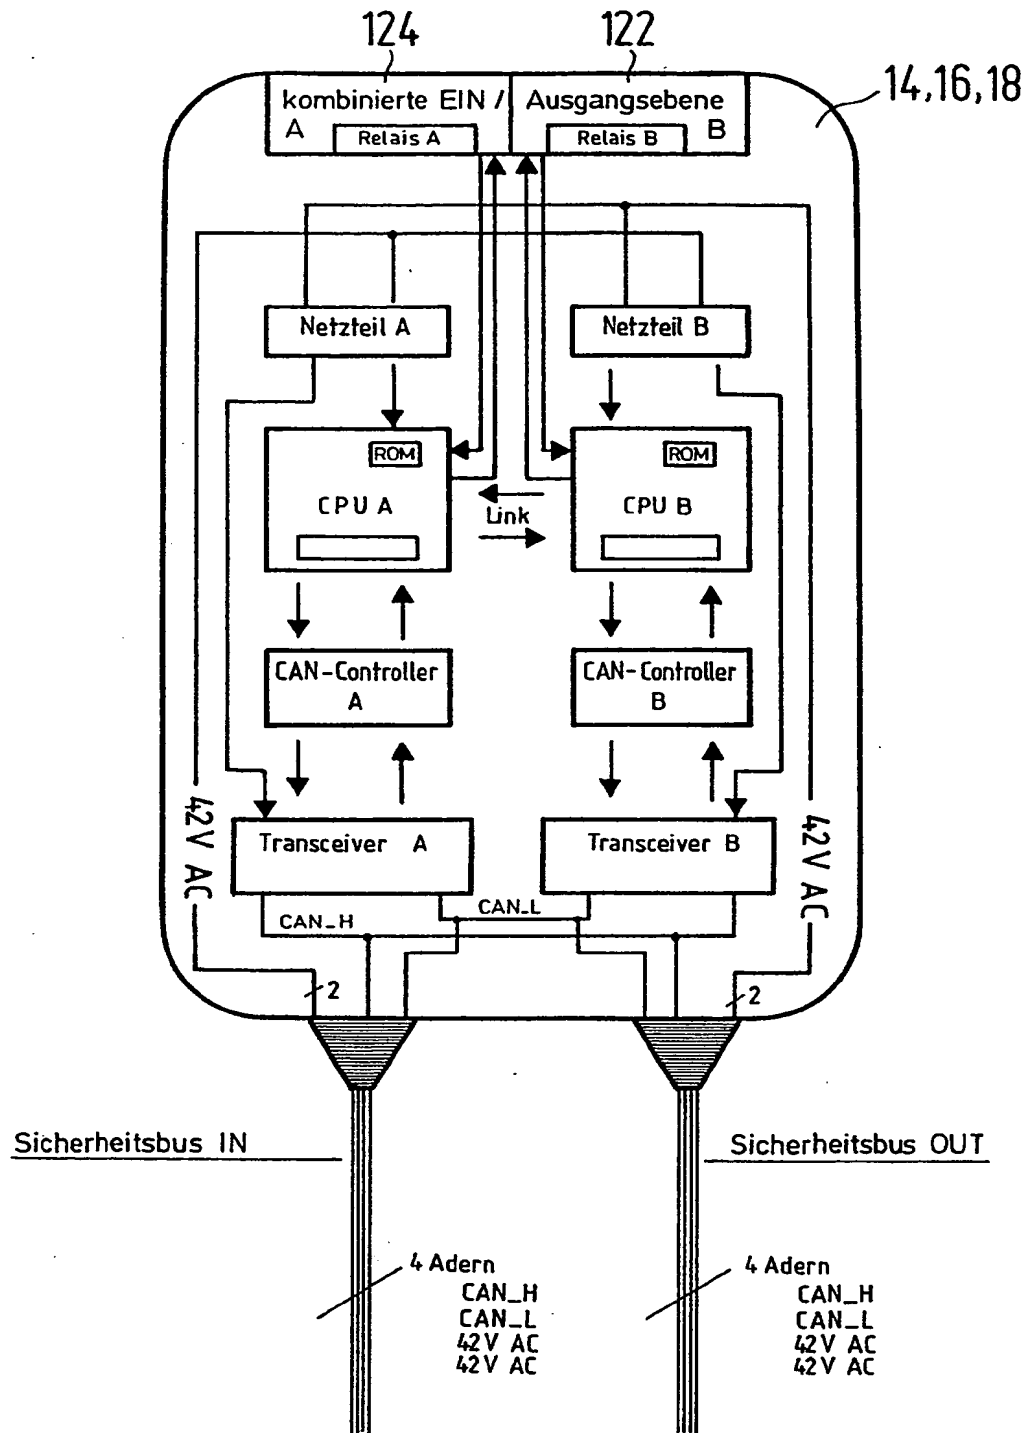 124
122
14,16,18
kombinierte EIN /
Ausgangsebene
A
B
Relais A
Relais B
Netzteil A
Netzteil B
ROM
ROM
CPU A
CPU B
Link
CAN-Controller
A
CAN-Controller
B
42V AC
42V AC
Transceiver A
Transceiver B
CAN_L
CAN_H
2
2
Sicherheitsbus IN
Sicherheitsbus OUT
4 Adern
CAN_H
CAN_L
42V AC
42V AC
4 Adern
CAN_H
CAN_L
42V AC
42V AC